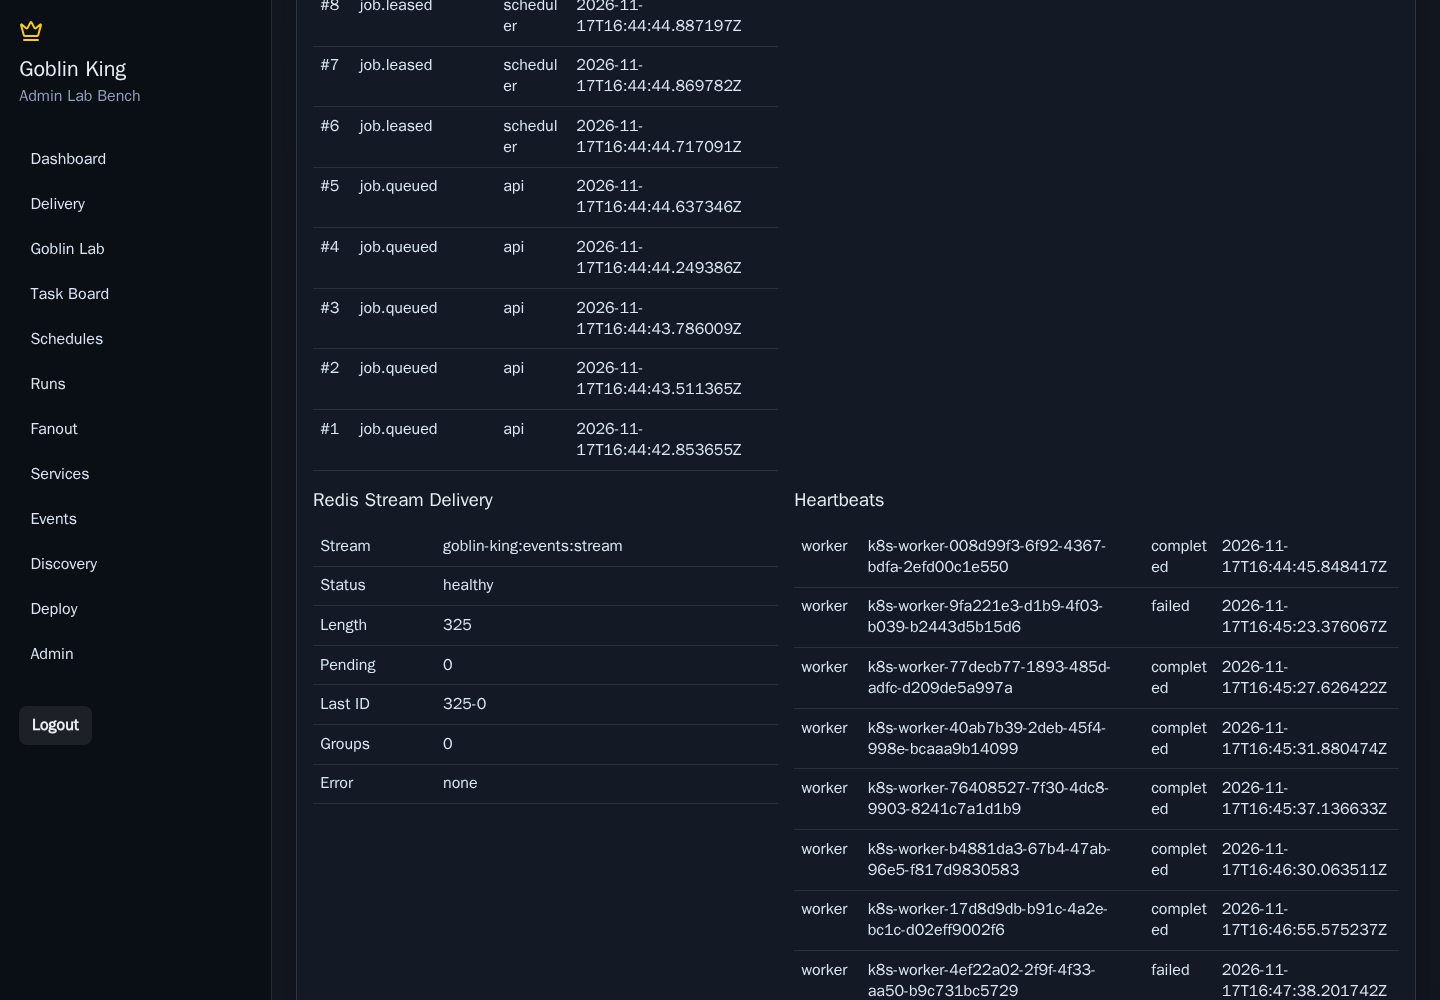 Goblin King
Admin Lab Bench
Dashboard
Delivery
Goblin Lab
Task Board
Schedules
Runs
Fanout
Services
Events
Discovery
Deploy
Admin
Logout
#8 job.leased schedul 2026-11-
er 17T16:44:44.887197Z
#7 job.leased schedul 2026-11-
er 17T16:44:44.869782Z
#6 job.leased schedul 2026-11-
er 17T16:44:44.717091Z
#5 job.queued api 2026-11-
17T16:44:44.637346Z
#4 job.queued api 2026-11-
17T16:44:44.249386Z
#3 job.queued api 2026-11-
17T16:44:43.786009Z
#2 job.queued api 2026-11-
17T16:44:43.511365Z
#1 job.queued api 2026-11-
17T16:44:42.853655Z
Redis Stream Delivery
Stream goblin-king:events:stream
Status healthy
Length 325
Pending 0
Last ID 325-0
Groups 0
Error none
Heartbeats
worker k8s-worker-008d99f3-6f92-4367- complet 2026-11-
bdfa-2efd00c1e550 ed 17T16:44:45.848417Z
worker k8s-worker-9fa221e3-d1b9-4f03- failed 2026-11-
b039-b2443d5b15d6 17T16:45:23.376067Z
worker k8s-worker-77decb77-1893-485d- complet 2026-11-
adfc-d209de5a997a ed 17T16:45:27.626422Z
worker k8s-worker-40ab7b39-2deb-45f4- complet 2026-11-
998e-bcaaa9b14099 ed 17T16:45:31.880474Z
worker k8s-worker-76408527-7f30-4dc8- complet 2026-11-
9903-8241c7a1d1b9 ed 17T16:45:37.136633Z
worker k8s-worker-b4881da3-67b4-47ab- complet 2026-11-
96e5-f817d9830583 ed 17T16:46:30.063511Z
worker k8s-worker-17d8d9db-b91c-4a2e- complet 2026-11-
bc1c-d02eff9002f6 ed 17T16:46:55.575237Z
worker k8s-worker-4ef22a02-2f9f-4f33- failed 2026-11-
aa50-b9c731bc5729 17T16:47:38.201742Z